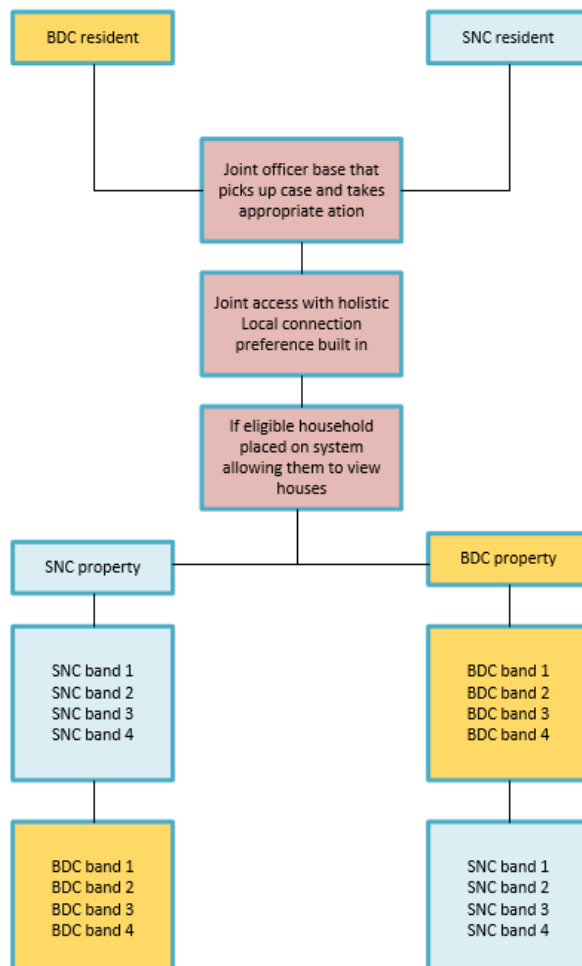 BDC resident
SNC resident
Joint officer base that
picks up case and takes
appropriate ation
Joint access with holistic
Local connection
preference built in
If eligible household
placed on system
allowing them to view
houses
SNC property
BDC property
SNC band 1
SNC band 2
SNC band 3
SNC band 4
BDC band 1
BDC band 2
BDC band 3
BDC band 4
BDC band 1
BDC band 2
BDC band 3
BDC band 4
SNC band 1
SNC band 2
SNC band 3
SNC band 4